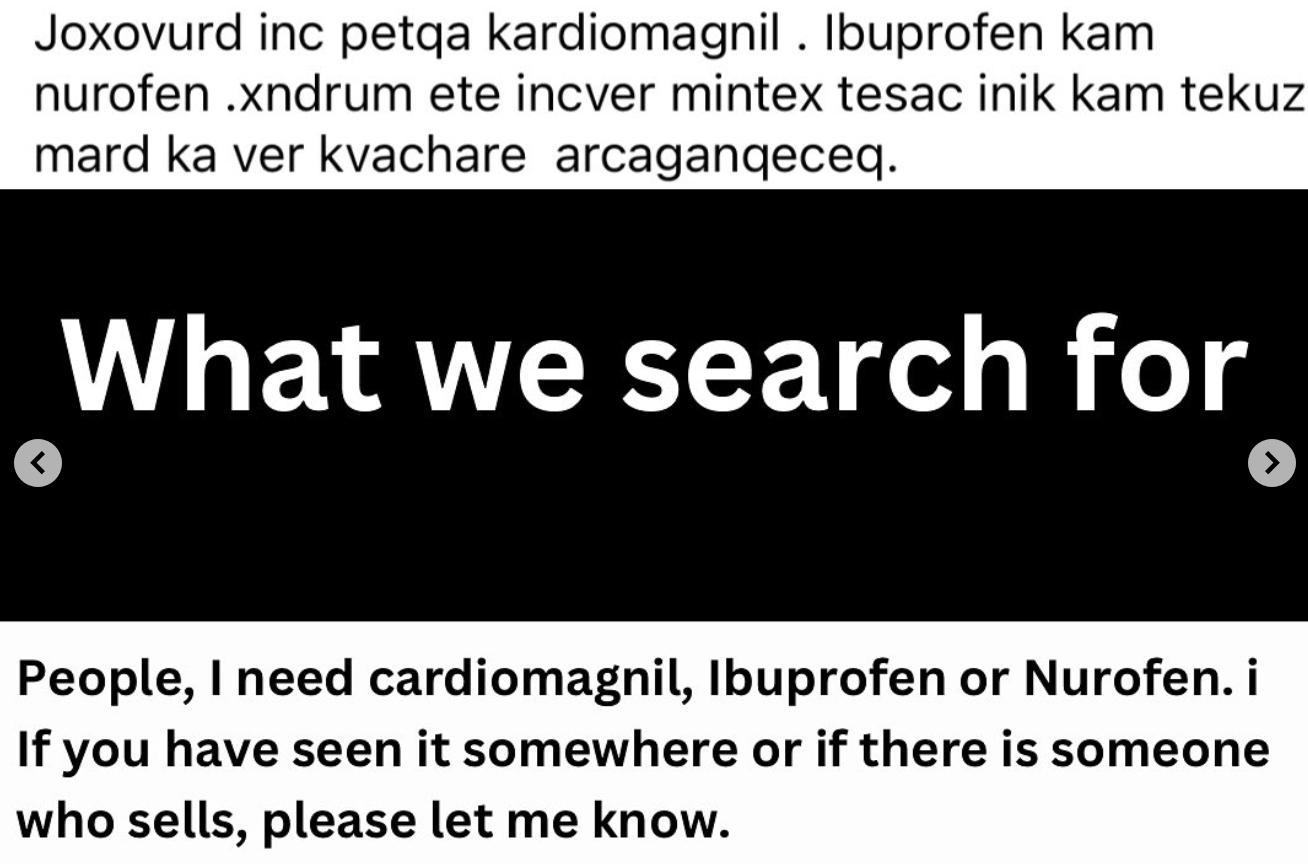 Joxovurd inc petqa kardiomagnil . Ibuprofen kam
nurofen .xndrum ete incver mintex tesac inik kam tekuz
mard ka ver kvachare  arcaganqeceq.
What we search for
People, I need cardiomagnil, Ibuprofen or Nurofen. i
If you have seen it somewhere or if there is someone
who sells, please let me know.